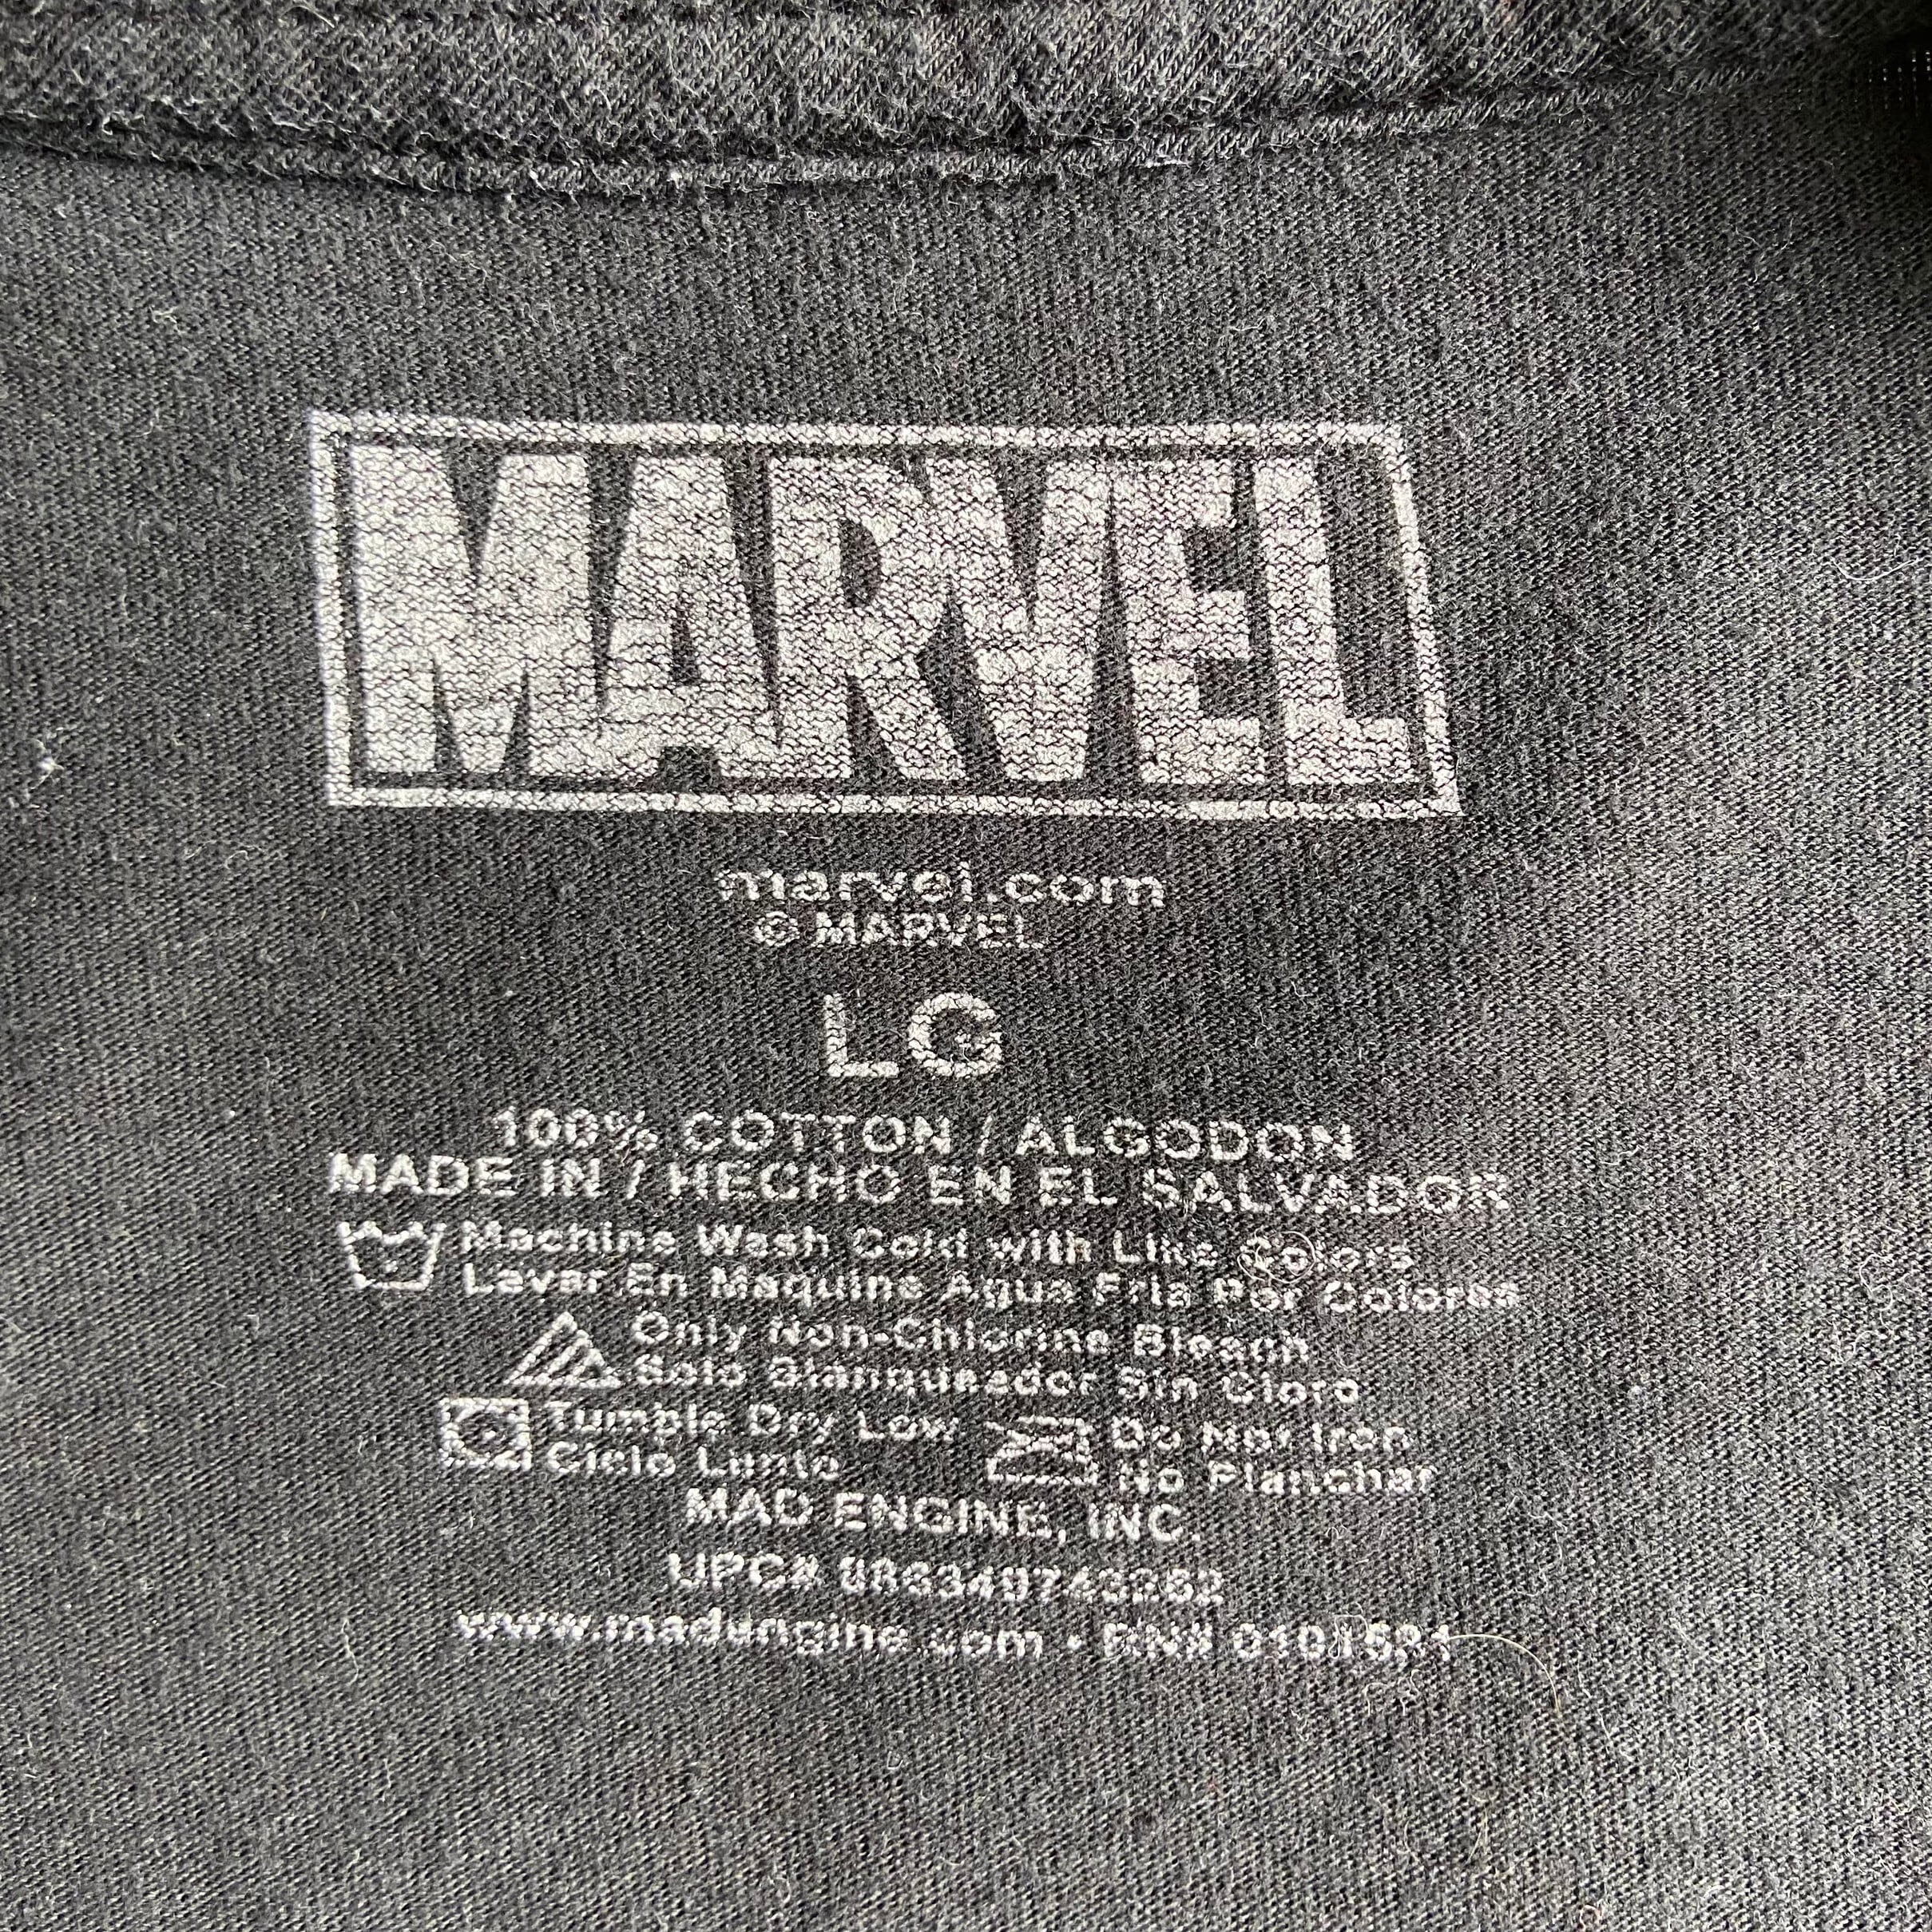 MARVEL
marvel.com
© MARVEL
LG
100% COTTON / ALGODON
MADE IN / HECHO EN EL SALVADOR
Machine Wash Cold with Like Colors
Lavar En Maquina Agua Fria Por Colores
Only Non-Chlorine Bleach
Solo Blanqueador Sin Cloro
Tumble Dry Low
Ciclo Lento
Do Not Iron
No Planchar
MAD ENGINE, INC.
UPC#
www.madengine.com • RN#